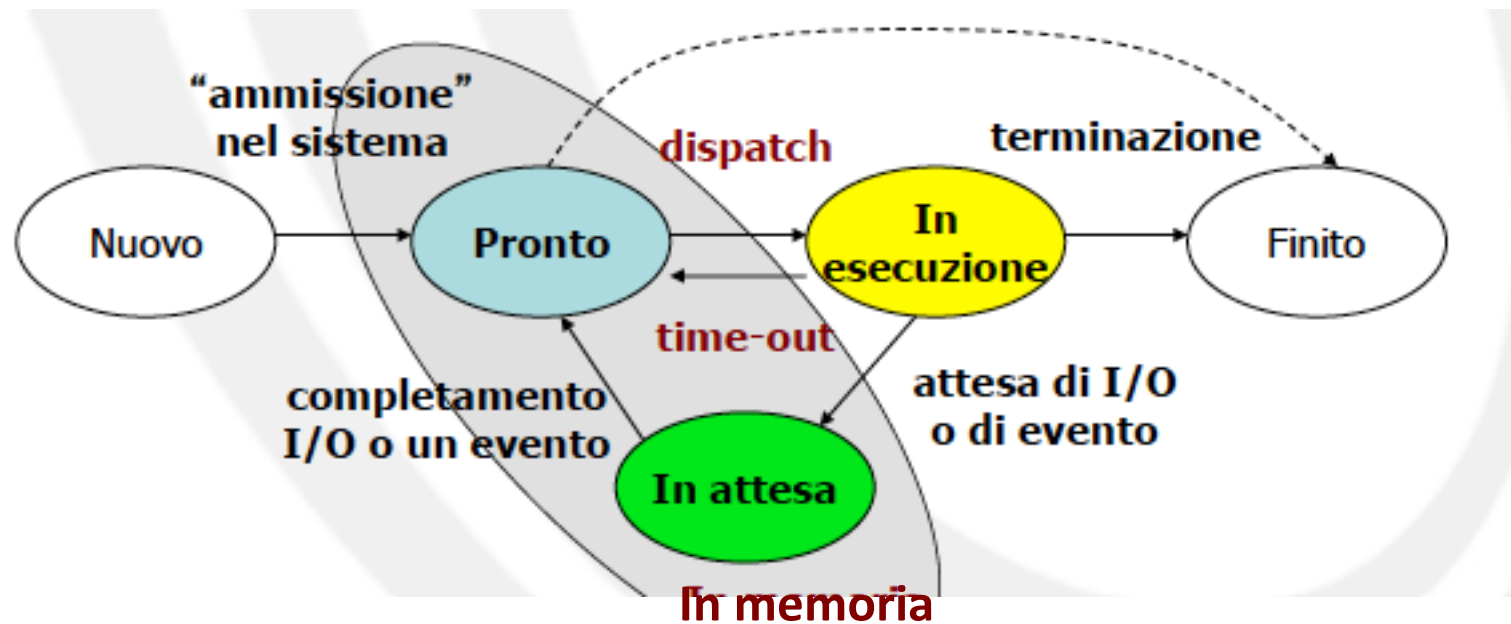 “ammissione”
nel sistema
dispatch
terminazione
Nuovo
Pronto
In
esecuzione
Finito
time-out
completamento
I/O o un evento
attesa di I/O
o di evento
In attesa
In memoria